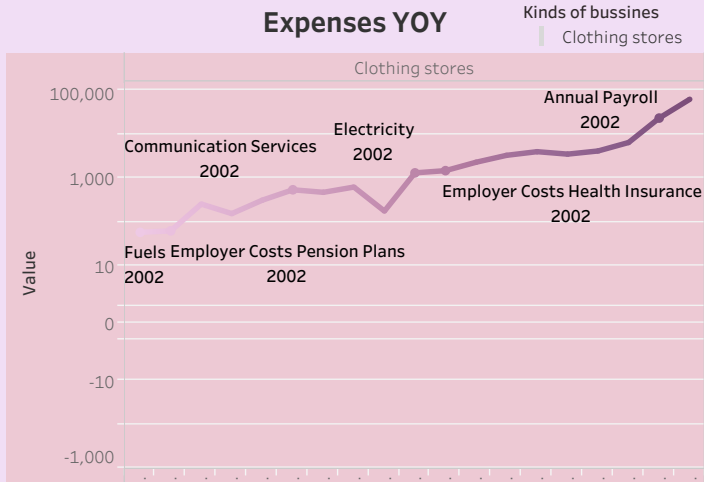 Expenses YOY
Kinds of bussines
Clothing stores
Clothing stores
100,000
1,000
10
0
-10
-1,000
Value
Annual Payroll
2002
Electricity
2002
Communication Services
2002
Employer Costs Health Insurance
2002
Fuels
2002
Employer Costs Pension Plans
2002